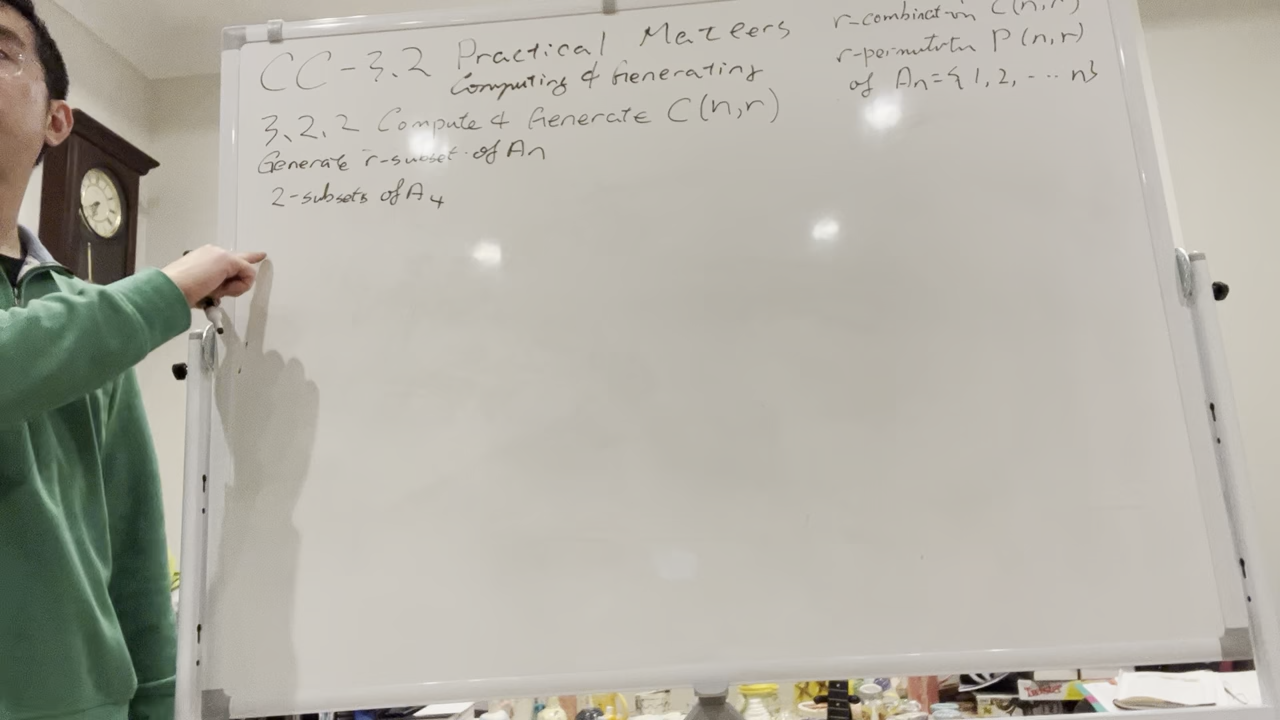 CC-3.2 Practical Matters
Computing & Generating
3.2.2 Compute & Generate C(n,r)
Generate r-subset of An
2-subsets of A4
r-combination C(n,r)
r-permutatn P(n,r)
of An={1,2,---n}